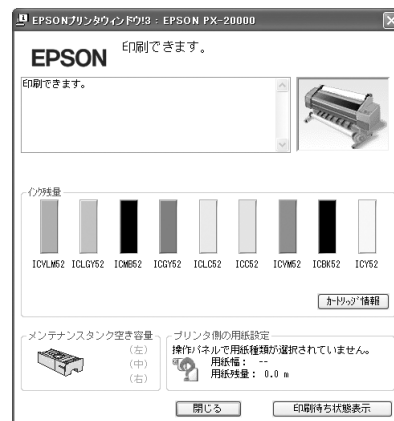 EPSONプリンタウィンドウ!3 : EPSON PX-20000
EPSON
印刷できます。
印刷できます。
インク残量
ICVLM52 ICLGY52 ICMB52 ICGY52 ICLC52 ICC52 ICVM52 ICBK52 ICY52
カートリッジ情報
メンテナンスタンク空き容量
(左)
(中)
(右)
プリンタ側の用紙設定
操作パネルで用紙種類が選択されていません。
用紙幅: --
用紙残量: 0.0 m
閉じる
印刷待ち状態表示